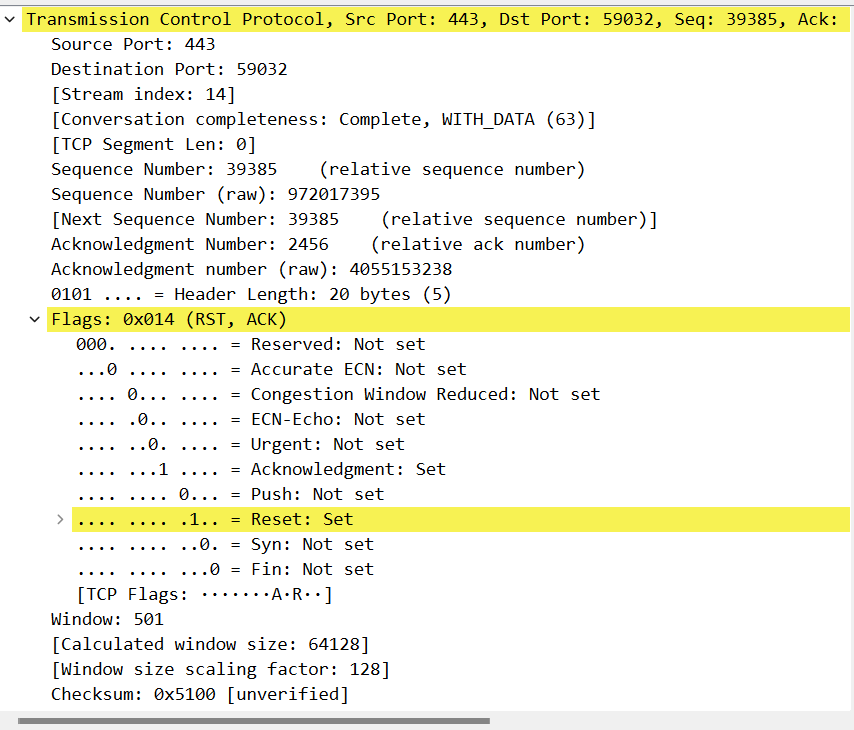 Transmission Control Protocol, Src Port: 443, Dst Port: 59032, Seq: 39385, Ack:
Source Port: 443
Destination Port: 59032
[Stream index: 14]
[Conversation completeness: Complete, WITH_DATA (63)]
[TCP Segment Len: 0]
Sequence Number: 39385    (relative sequence number)
Sequence Number (raw): 972017395
[Next Sequence Number: 39385    (relative sequence number)]
Acknowledgment Number: 2456    (relative ack number)
Acknowledgment number (raw): 4055153238
0101 .... = Header Length: 20 bytes (5)
Flags: 0x014 (RST, ACK)
000. .... .... = Reserved: Not set
...0 .... .... = Accurate ECN: Not set
.... 0... .... = Congestion Window Reduced: Not set
.... .0.. .... = ECN-Echo: Not set
.... ..0. .... = Urgent: Not set
.... ...1 .... = Acknowledgment: Set
.... .... 0... = Push: Not set
.... .... .1.. = Reset: Set
.... .... ..0. = Syn: Not set
.... .... ...0 = Fin: Not set
[TCP Flags: ·······A·R··]
Window: 501
[Calculated window size: 64128]
[Window size scaling factor: 128]
Checksum: 0x5100 [unverified]